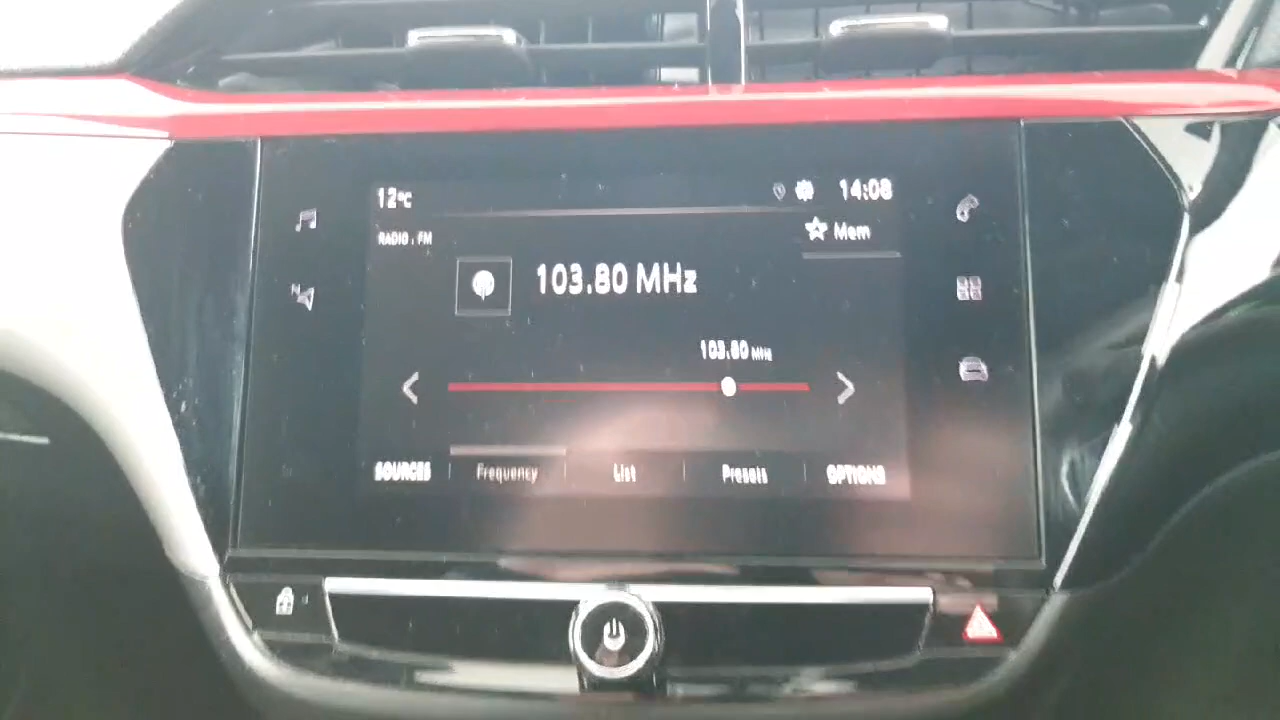 12°C 14:08
RADIO : FM Mem
103.80 MHz
103.80 MHz
SOURCES Frequency List Presets OPTIONS
N